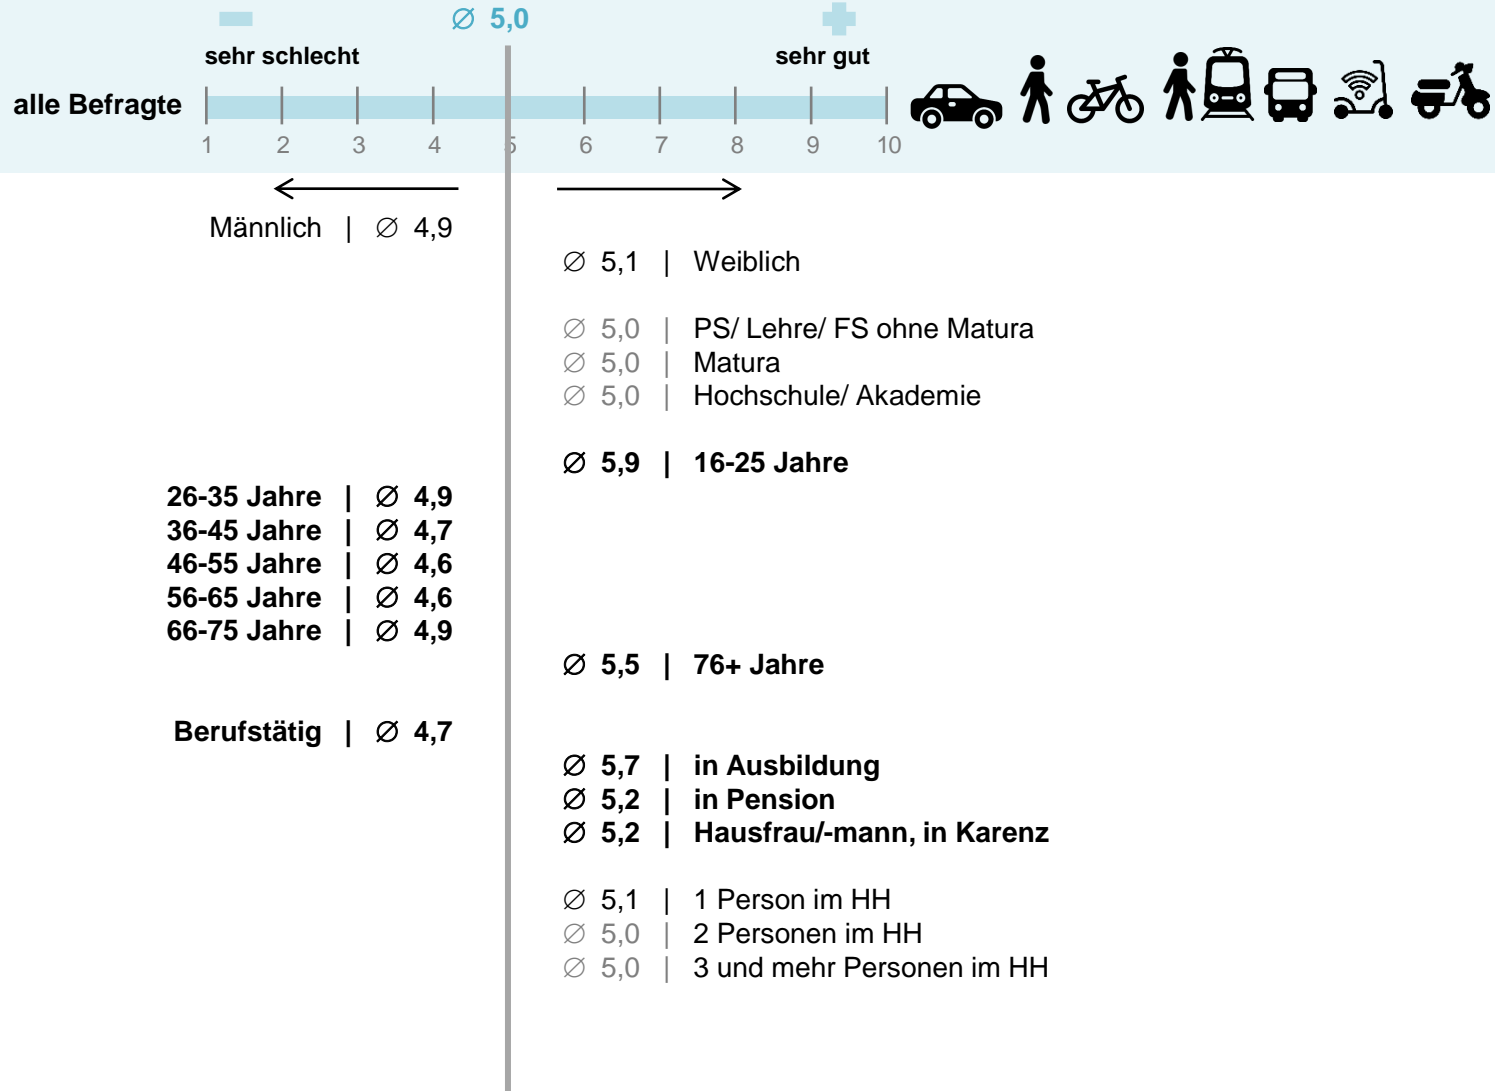 ∅ 5,0
sehr schlecht
sehr gut
alle Befragte
1 2 3 4 5 6 7 8 9 10
Männlich | ∅ 4,9
∅ 5,1 | Weiblich
∅ 5,0 | PS/ Lehre/ FS ohne Matura
∅ 5,0 | Matura
∅ 5,0 | Hochschule/ Akademie
∅ 5,9 | 16-25 Jahre
26-35 Jahre | ∅ 4,9
36-45 Jahre | ∅ 4,7
46-55 Jahre | ∅ 4,6
56-65 Jahre | ∅ 4,6
66-75 Jahre | ∅ 4,9
∅ 5,5 | 76+ Jahre
Berufstätig | ∅ 4,7
∅ 5,7 | in Ausbildung
∅ 5,2 | in Pension
∅ 5,2 | Hausfrau/-mann, in Karenz
∅ 5,1 | 1 Person im HH
∅ 5,0 | 2 Personen im HH
∅ 5,0 | 3 und mehr Personen im HH